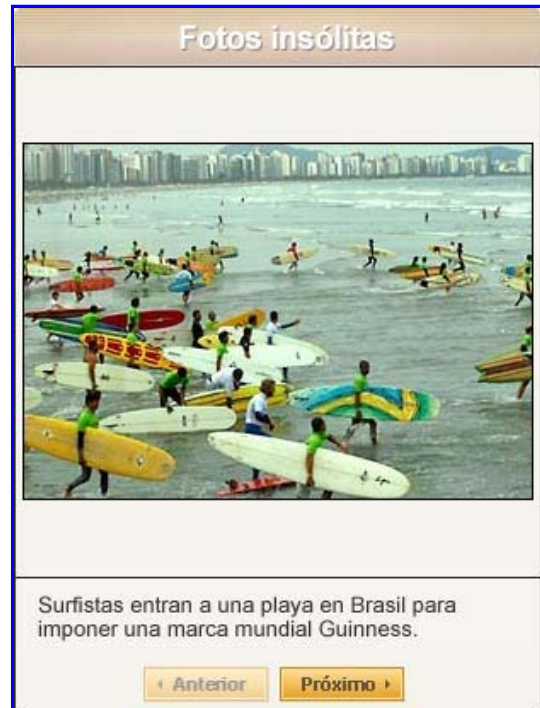 Fotos insólitas
Surfistas entran a una playa en Brasil para
imponer una marca mundial Guinness.
Anterior
Próximo